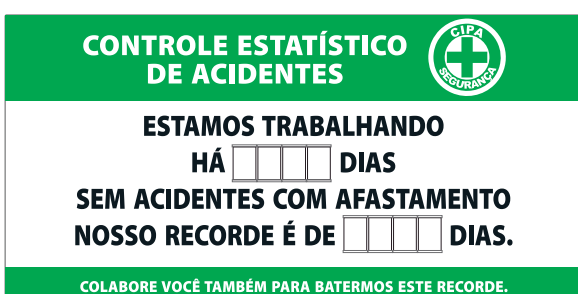 CONTROLE ESTATÍSTICO
DE ACIDENTES
CIPA
SEGURANÇA
ESTAMOS TRABALHANDO
HÁ DIAS
SEM ACIDENTES COM AFASTAMENTO
NOSSO RECORDE É DE DIAS.
COLABORE VOCÊ TAMBÉM PARA BATERMOS ESTE RECORDE.